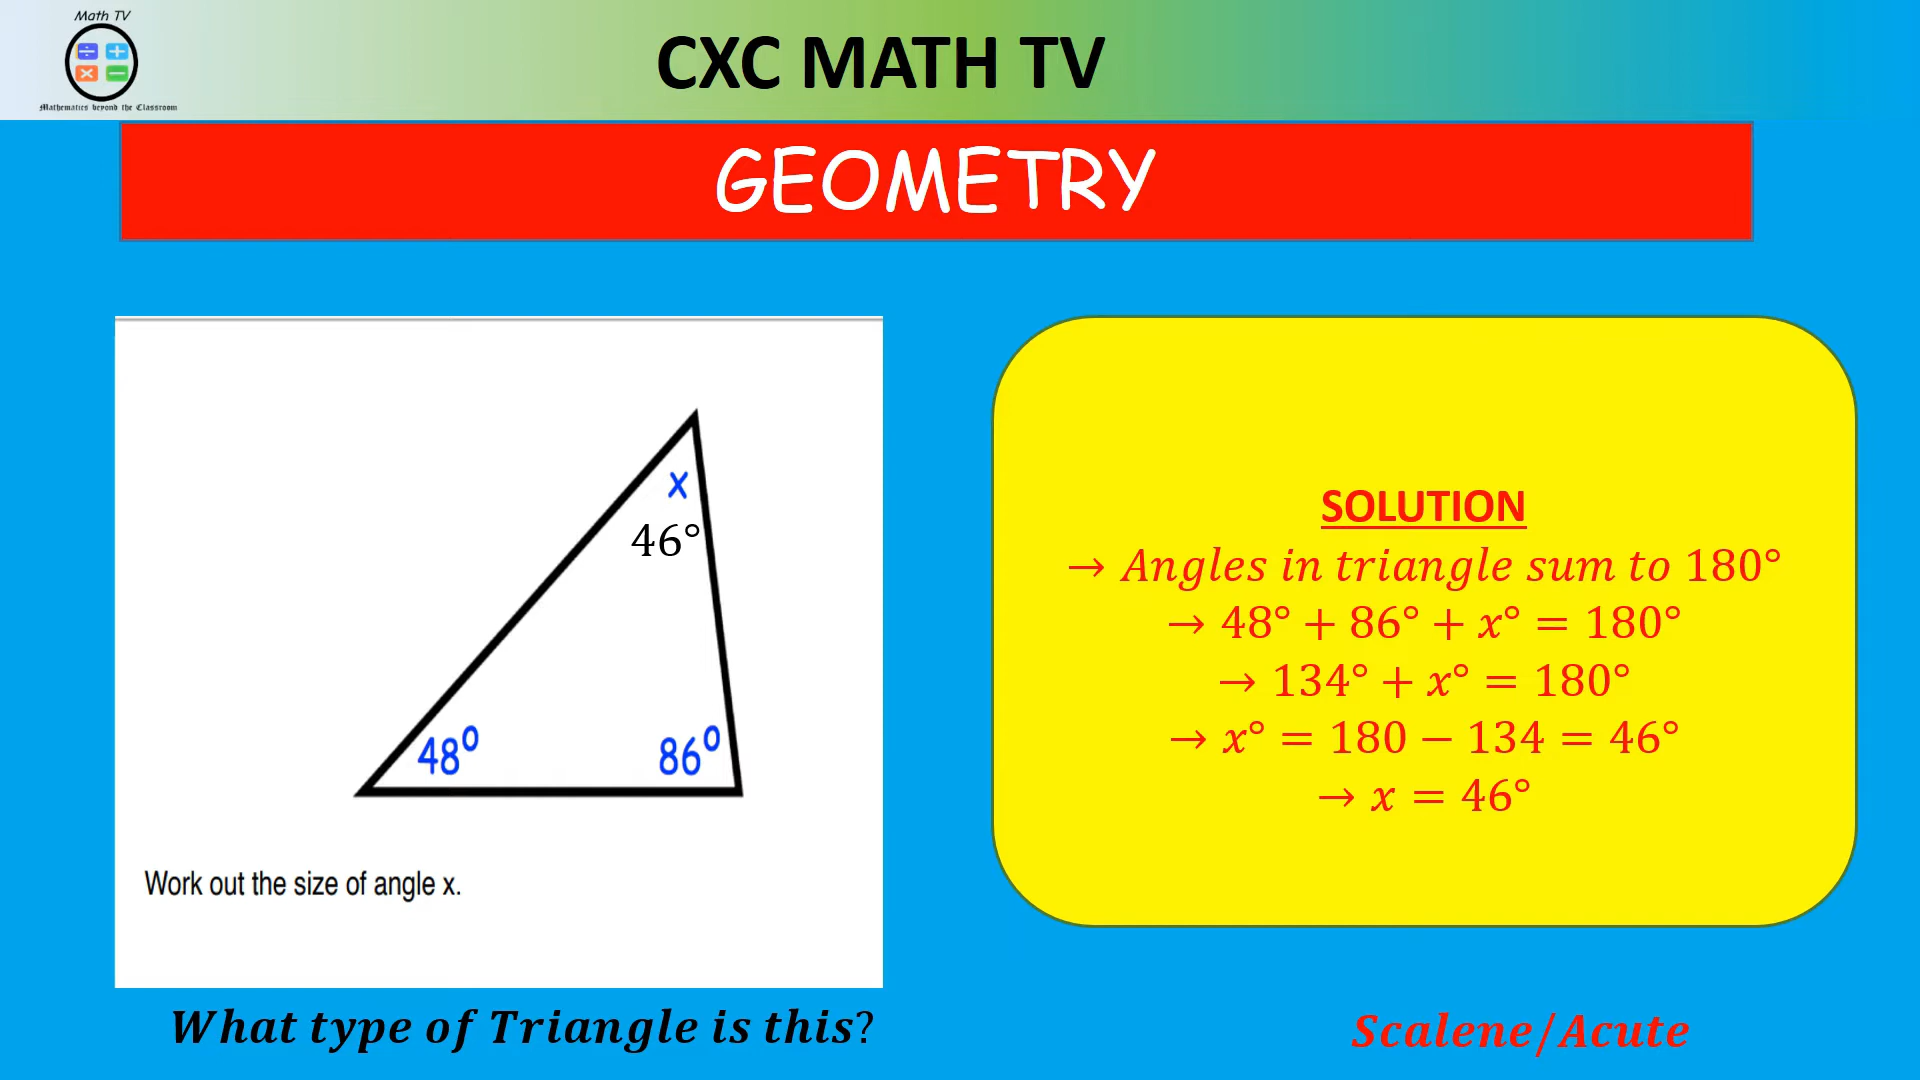 Math TV
÷ +
× −
Mathematics beyond the Classroom
CXC MATH TV
GEOMETRY
x
46°
48⁰
86⁰
Work out the size of angle x.
What type of Triangle is this?
SOLUTION
→ Angles in triangle sum to 180°
→ 48° + 86° + x° = 180°
→ 134° + x° = 180°
→ x° = 180 − 134 = 46°
→ x = 46°
Scalene/Acute